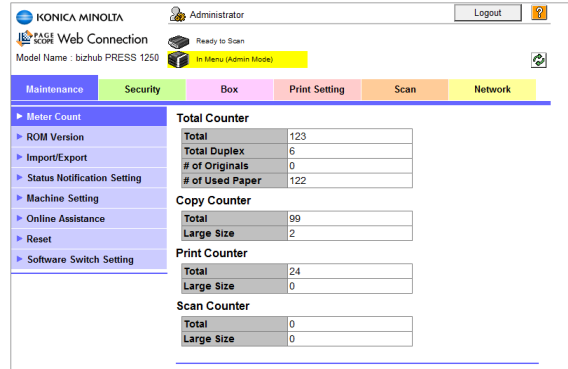 KONICA MINOLTA
Administrator
Logout
?
PAGE SCOPE Web Connection
Ready to Scan
Model Name : bizhub PRESS 1250
In Menu (Admin Mode)
Maintenance Security Box Print Setting Scan Network
Meter Count
ROM Version
Import/Export
Status Notification Setting
Machine Setting
Online Assistance
Reset
Software Switch Setting
Total Counter
Total 123
Total Duplex 6
# of Originals 0
# of Used Paper 122
Copy Counter
Total 99
Large Size 2
Print Counter
Total 24
Large Size 0
Scan Counter
Total 0
Large Size 0